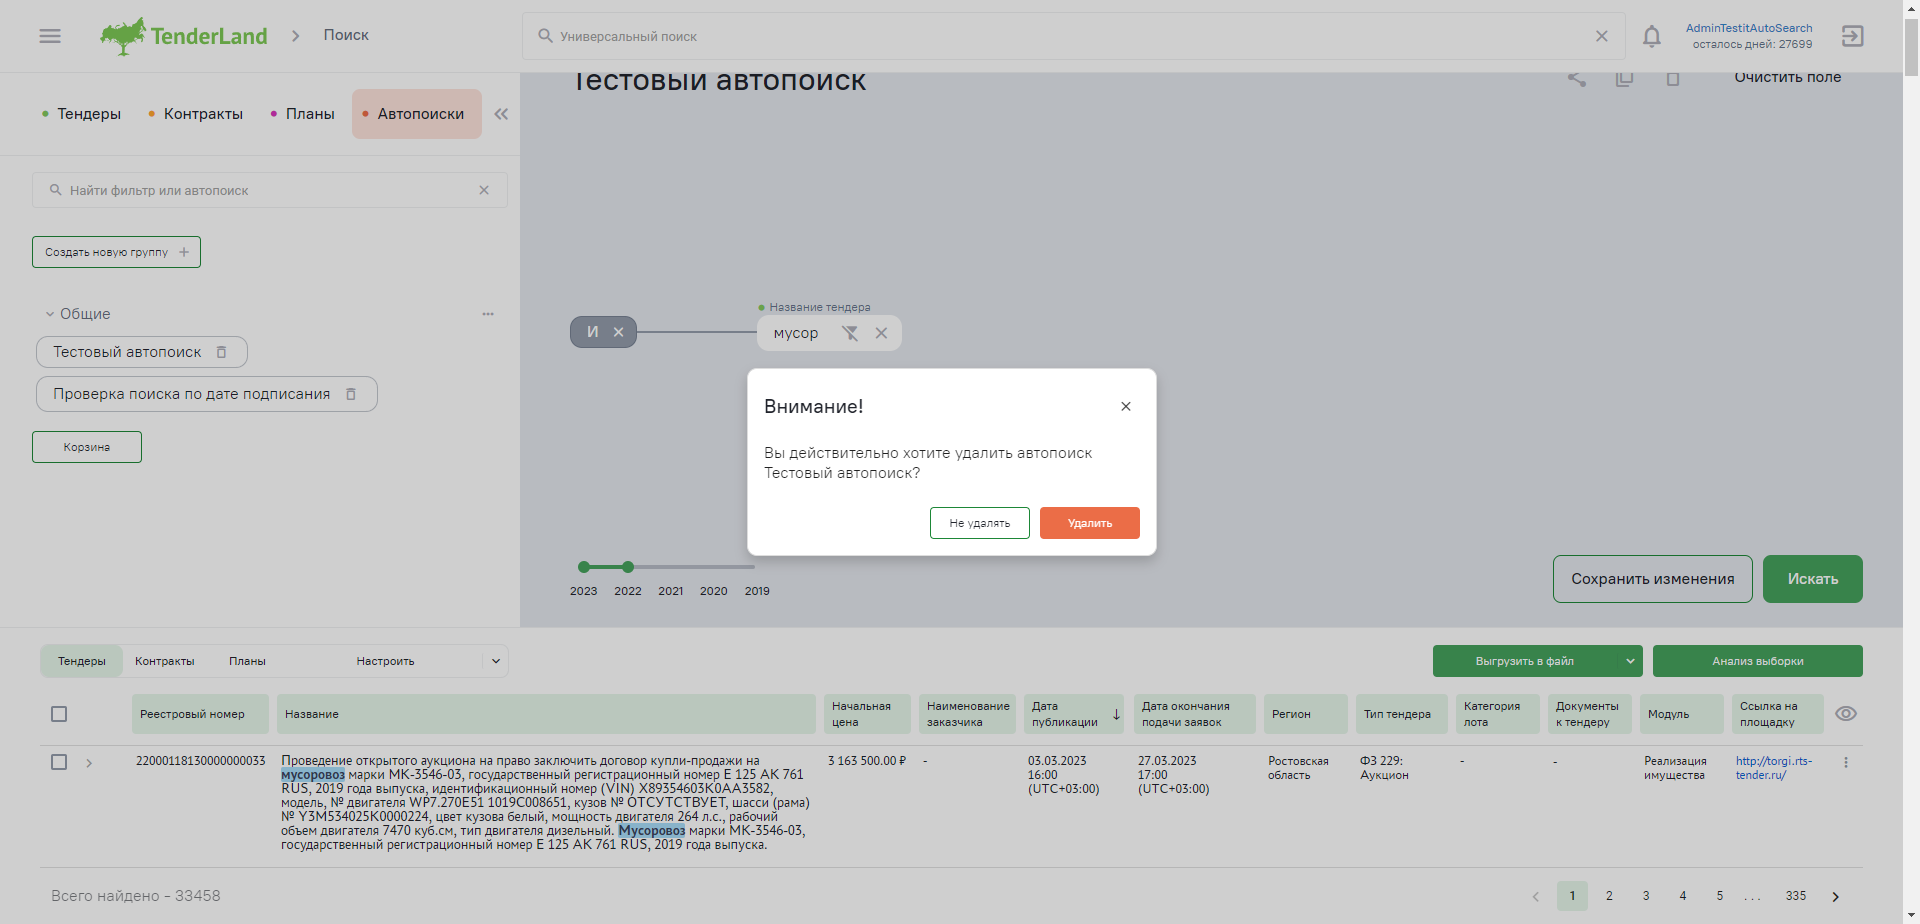 TenderLand
Поиск
Универсальный поиск
AdminTestitAutoSearch
осталось дней: 27699
Тендеры
Контракты
Планы
Автопоиски
Тестовый автопоиск
Очистить поле
Найти фильтр или автопоиск
Создать новую группу
Общие
Тестовый автопоиск
Проверка поиска по дате подписания
Корзина
Название тендера
И
мусор
Внимание!
Вы действительно хотите удалить автопоиск
Тестовый автопоиск?
Не удалять
Удалить
2023
2022
2021
2020
2019
Сохранить изменения
Искать
Тендеры
Контракты
Планы
Настроить
Выгрузить в файл
Анализ выборки
Реестровый номер
Название
Начальная
цена
Наименование
заказчика
Дата
публикации
Дата окончания
подачи заявок
Регион
Тип тендера
Категория
лота
Документы
к тендеру
Модуль
Ссылка на
площадку
22000118130000000033
Проведение открытого аукциона на право заключить договор купли-продажи на
мусоровоз марки МК-3546-03, государственный регистрационный номер Е 125 АК 761
RUS, 2019 года выпуска, идентификационный номер (VIN) X89354603K0AA3582,
модель, № двигателя WP7.270E51 1019C008651, кузов № ОТСУТСТВУЕТ, шасси (рама)
№ Y3M534025K0000224, цвет кузова белый, мощность двигателя 264 л.с., рабочий
объем двигателя 7470 куб.см, тип двигателя дизельный. Мусоровоз марки МК-3546-03,
государственный регистрационный номер Е 125 АК 761 RUS, 2019 года выпуска.
3 163 500.00 ₽
-
03.03.2023
16:00
(UTC+03:00)
27.03.2023
17:00
(UTC+03:00)
Ростовская
область
ФЗ 229:
Аукцион
-
-
Реализация
имущества
http://torgi.rts-
tender.ru/
Всего найдено - 33458
1 2 3 4 5 ... 335